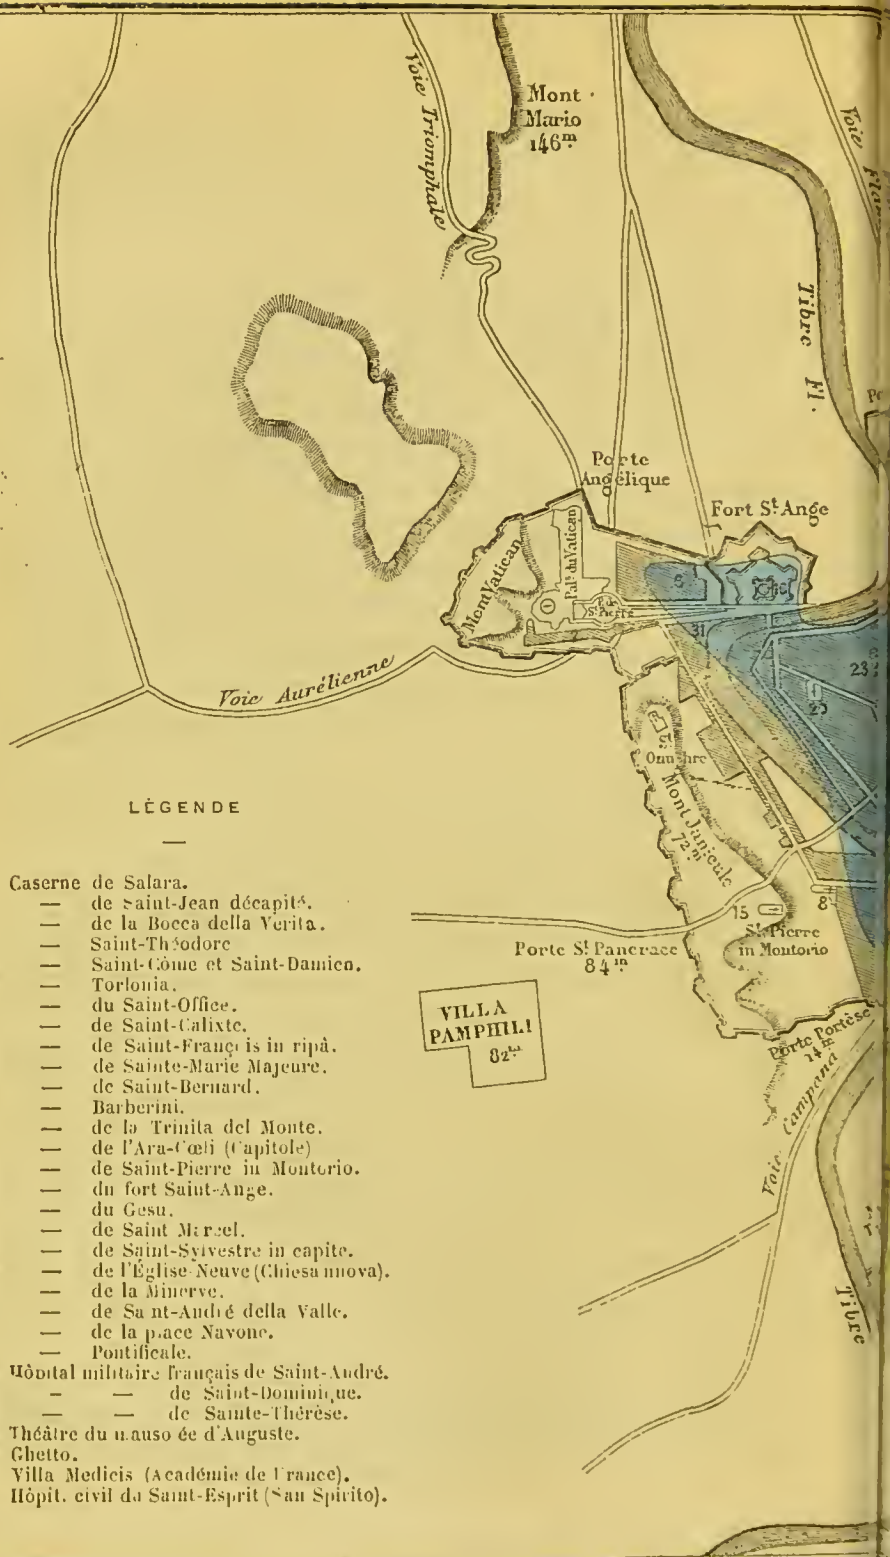 Voie Triomphale
Mont
Mario
146m
Voie
Tibre Fl.
Porte
Angélique
Fort St Ange
Mont Vatican
Pal. du Vatican
St Pierre
31
23
25
Voie Aurélienne
Mont Janicule
72m
15
8
St Pierre
in Montorio
Porte St Pancrace
84m
VILLA
PAMPHILI
82m
Porte Portèse
14m
Voie Campana
Tibre
LÉGENDE
—
Caserne de Salara.
— de Saint-Jean décapité.
— de la Bocca della Verita.
— Saint-Théodore
— Saint-Côme et Saint-Damien.
— Torlonia.
— du Saint-Office.
— de Saint-Calixte.
— de Saint-François in ripâ.
— de Sainte-Marie Majeure.
— de Saint-Bernard.
— Barberini.
— de la Trinita del Monte.
— de l'Ara-Cœli (Capitole)
— de Saint-Pierre in Montorio.
— du fort Saint-Ange.
— du Gesu.
— de Saint Marcel.
— de Saint-Sylvestre in capite.
— de l'Église Neuve (Chiesa nuova).
— de la Minerve.
— de Saint-André della Valle.
— de la place Navone.
— Pontificale.
Hôpital militaire français de Saint-André.
— — de Saint-Dominique.
— — de Sainte-Thérèse.
Théâtre du mausolée d'Auguste.
Ghetto.
Villa Medicis (Académie de France).
Hôpit. civil du Saint-Esprit (San Spirito).